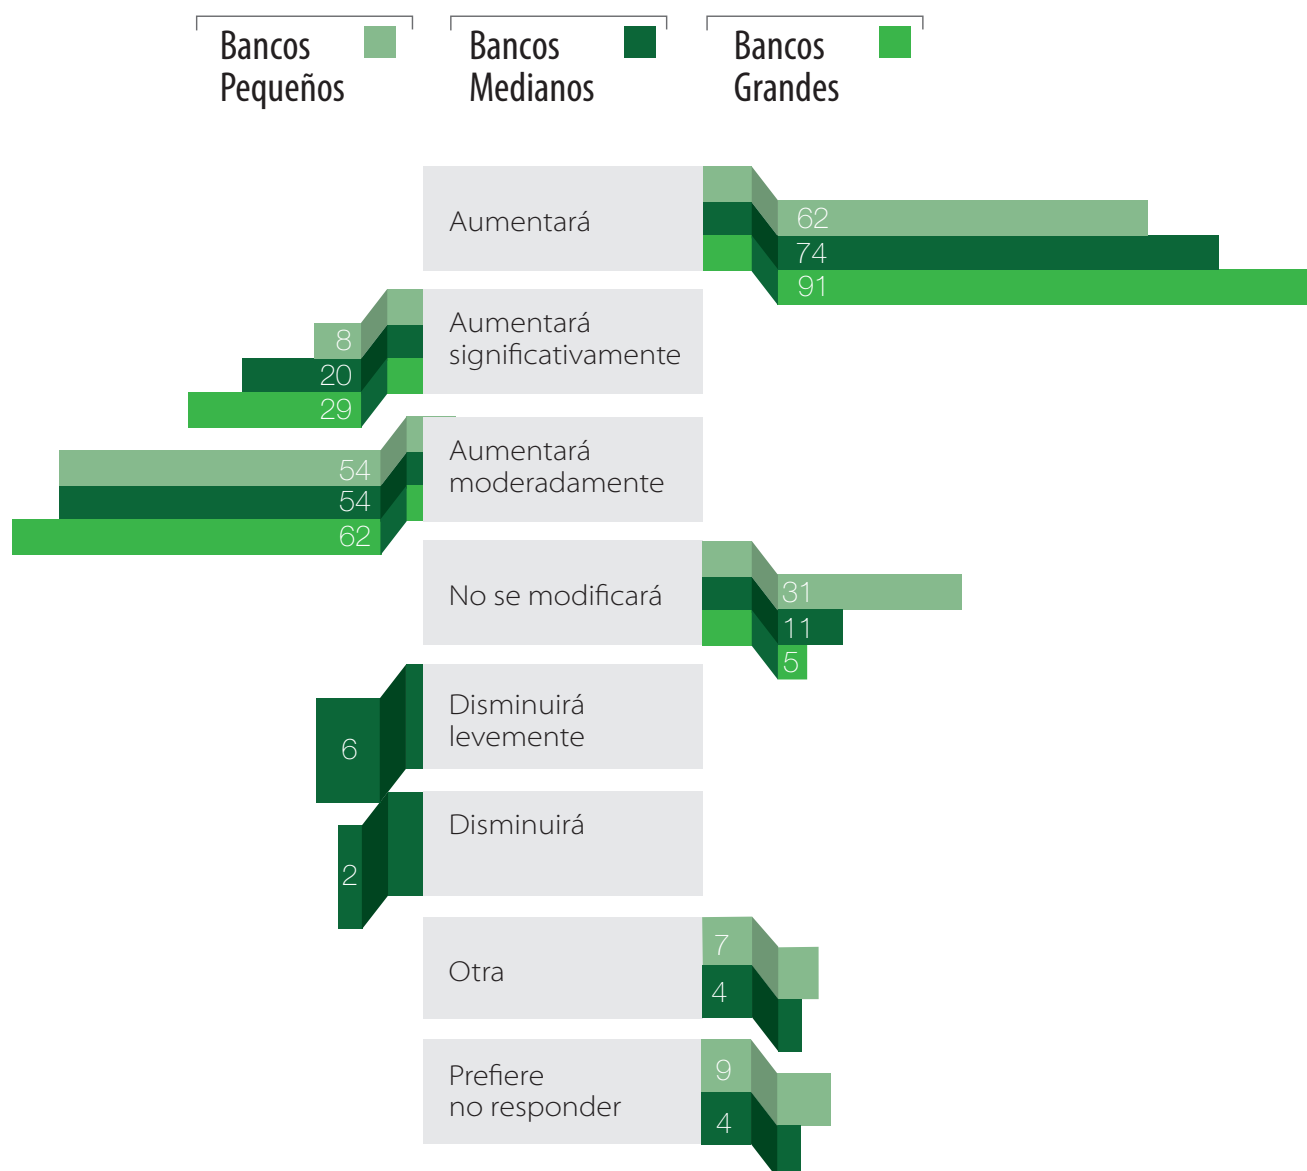 Bancos
Pequeños
Bancos
Medianos
Bancos
Grandes
Aumentará
62
74
91
Aumentará
significativamente
8
20
29
Aumentará
moderadamente
54
54
62
No se modificará
31
11
5
Disminuirá
levemente
6
Disminuirá
2
Otra
7
4
Prefiere
no responder
9
4